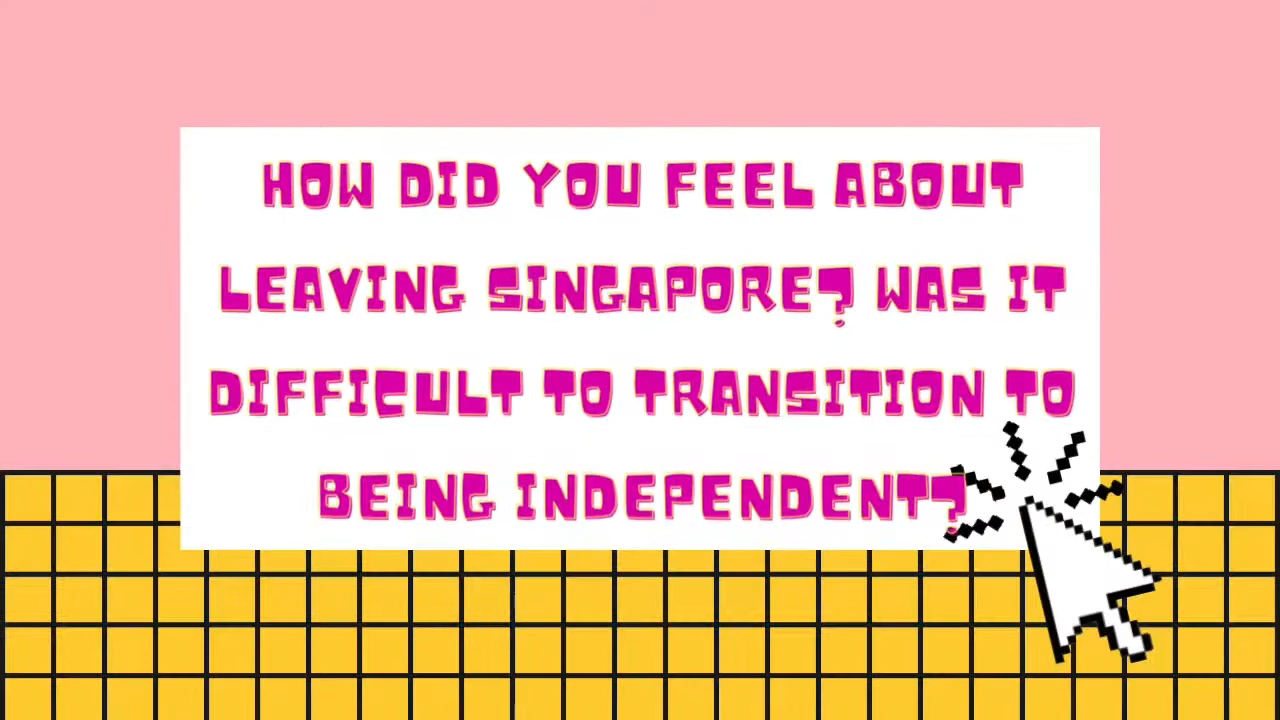 HOW DID YOU FEEL ABOUT
LEAVING SINGAPORE? WAS IT
DIFFICULT TO TRANSITION TO
BEING INDEPENDENT?